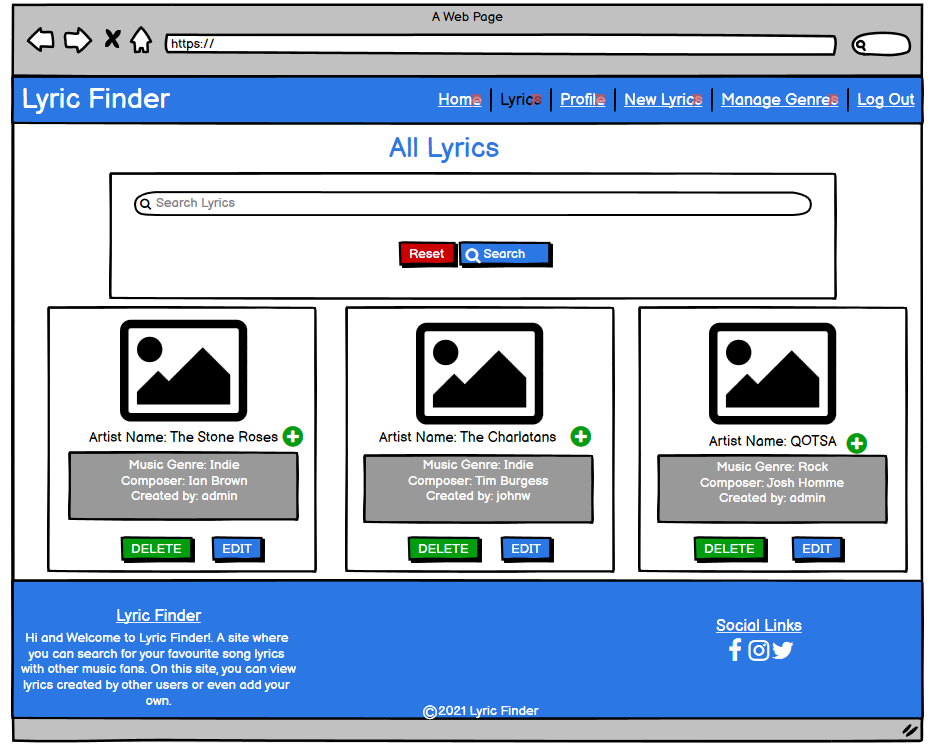 A Web Page
https://
Lyric Finder
Home
Lyrics
Profile
New Lyrics
Manage Genres
Log Out
All Lyrics
Search Lyrics
Reset
Search
Artist Name: The Stone Roses
Music Genre: Indie
Composer: Ian Brown
Created by: admin
DELETE
EDIT
Artist Name: The Charlatans
Music Genre: Indie
Composer: Tim Burgess
Created by: johnw
DELETE
EDIT
Artist Name: QOTSA
Music Genre: Rock
Composer: Josh Homme
Created by: admin
DELETE
EDIT
Lyric Finder
Hi and Welcome to Lyric Finder!. A site where
you can search for your favourite song lyrics
with other music fans. On this site, you can view
lyrics created by other users or even add your
own.
Social Links
©2021 Lyric Finder